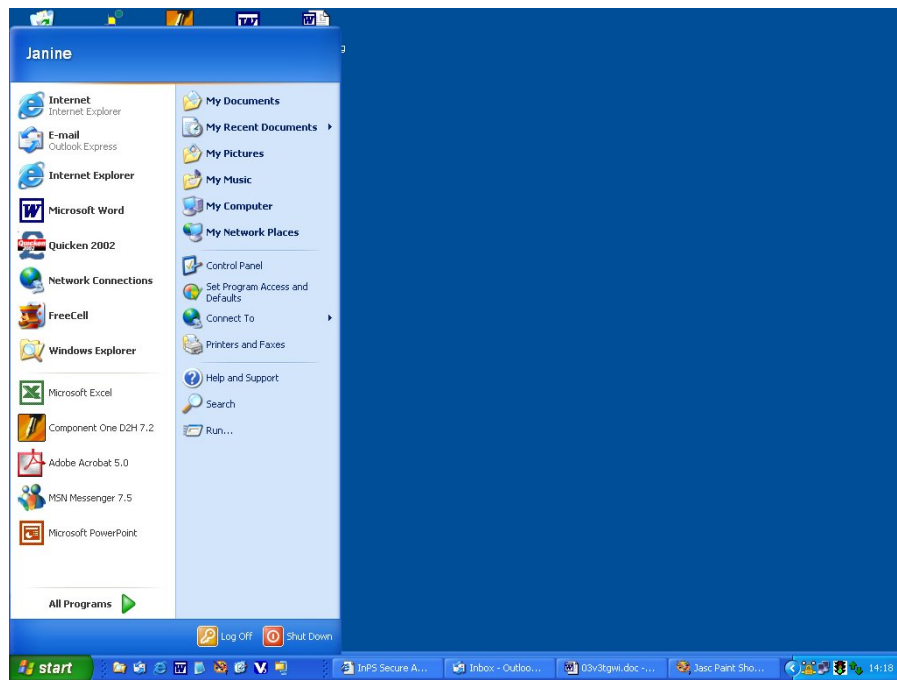 Janine
g
Internet
Internet Explorer
E-mail
Outlook Express
Internet Explorer
Microsoft Word
Quicken 2002
Network Connections
FreeCell
Windows Explorer
Microsoft Excel
Component One D2H 7.2
Adobe Acrobat 5.0
MSN Messenger 7.5
Microsoft PowerPoint
All Programs
My Documents
My Recent Documents
My Pictures
My Music
My Computer
My Network Places
Control Panel
Set Program Access and
Defaults
Connect To
Printers and Faxes
Help and Support
Search
Run...
Log Off
Shut Down
start
InPS Secure A...
Inbox - Outloo...
03v3tgwi.doc -...
Jasc Paint Sho...
14:18